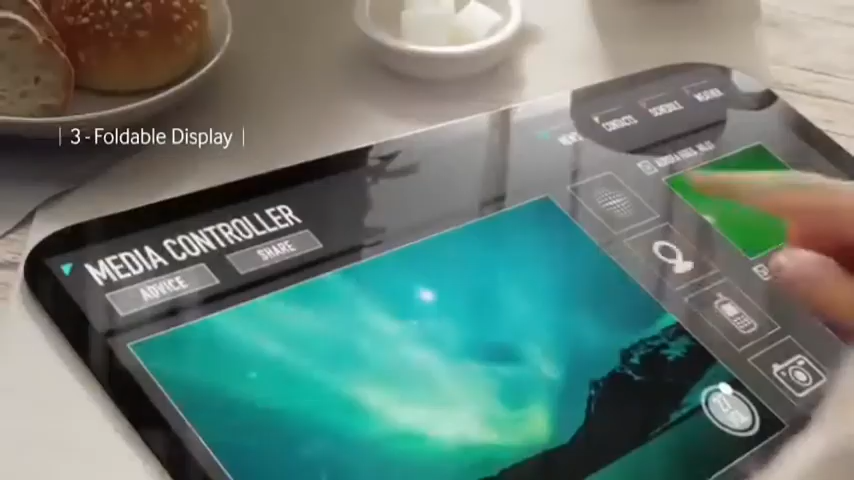 | 3 - Foldable Display |
CONTACTS
SCHEDULE
WEATHER
MEDIA CONTROLLER
ADVICE
SHARE